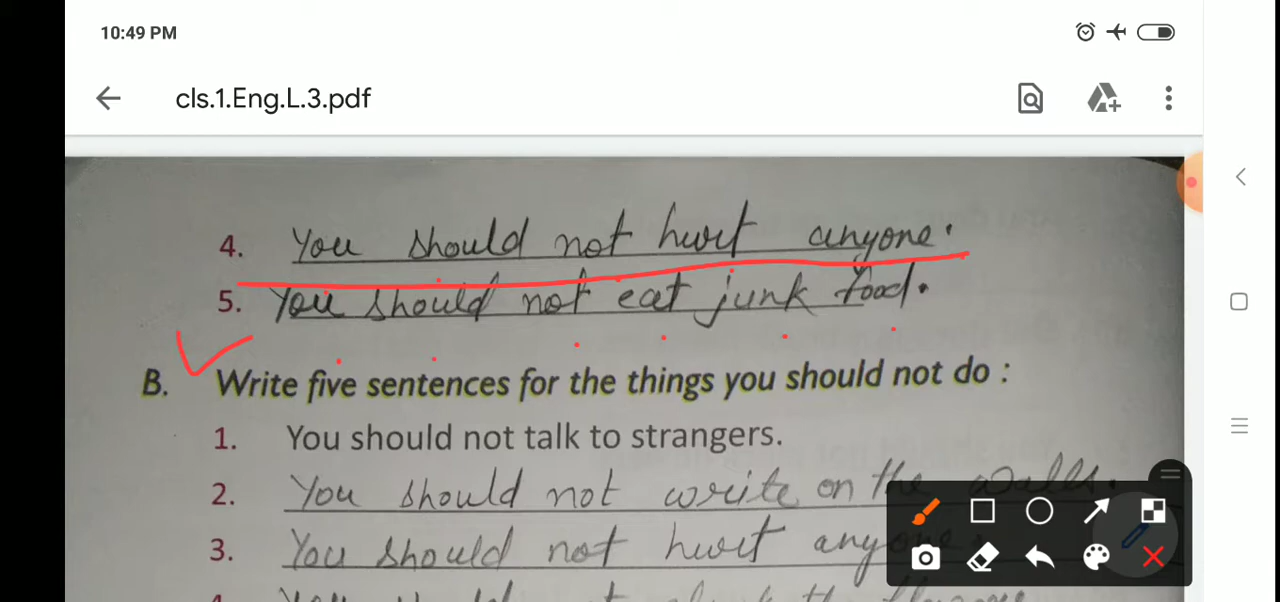 10:49 PM
cls.1.Eng.L.3.pdf
4. You should not hurt anyone.
5. You should not eat junk food.
B. Write five sentences for the things you should not do :
1. You should not talk to strangers.
2. You should not write on the walls.
3. You should not hurt anyone